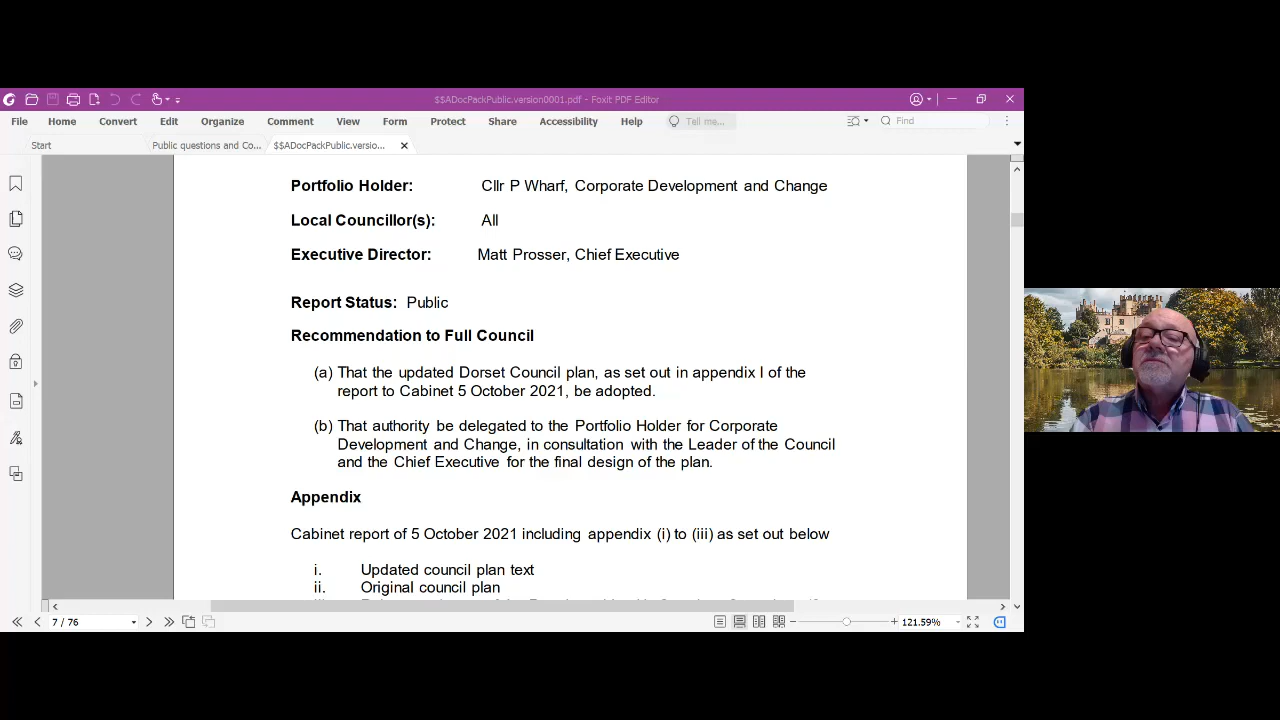 $$ADocPackPublic.version0001.pdf - Foxit PDF Editor
File Home Convert Edit Organize Comment View Form Protect Share Accessibility Help Tell me... Find
Start Public questions and Co... $$ADocPackPublic.versio...
Portfolio Holder: Cllr P Wharf, Corporate Development and Change
Local Councillor(s): All
Executive Director: Matt Prosser, Chief Executive
Report Status: Public
Recommendation to Full Council
(a) That the updated Dorset Council plan, as set out in appendix I of the
report to Cabinet 5 October 2021, be adopted.
(b) That authority be delegated to the Portfolio Holder for Corporate
Development and Change, in consultation with the Leader of the Council
and the Chief Executive for the final design of the plan.
Appendix
Cabinet report of 5 October 2021 including appendix (i) to (iii) as set out below
i. Updated council plan text
ii. Original council plan
7 / 76 121.59%